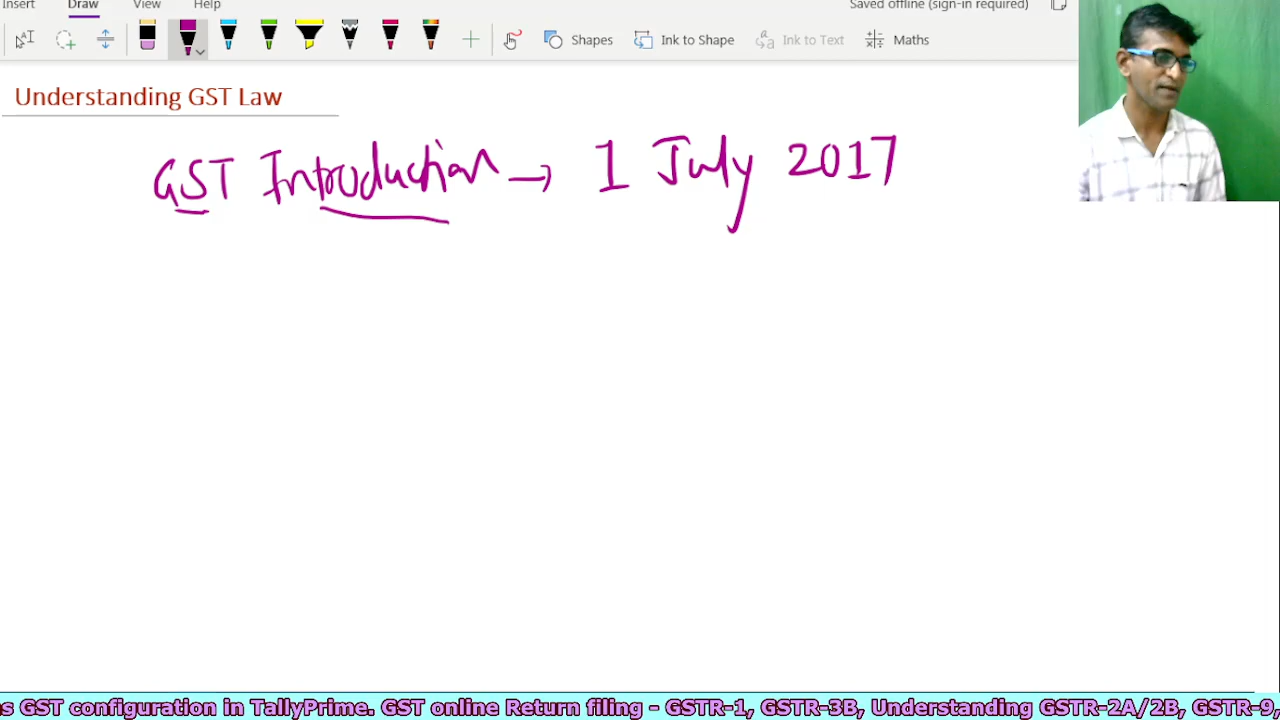 Insert Draw View Help Saved offline (sign-in required)
Shapes Ink to Shape Ink to Text Maths
Understanding GST Law
GST Introduction → 1 July 2017
GST configuration in TallyPrime. GST online Return filing - GSTR-1, GSTR-3B, Understanding GSTR-2A/2B, GSTR-9,